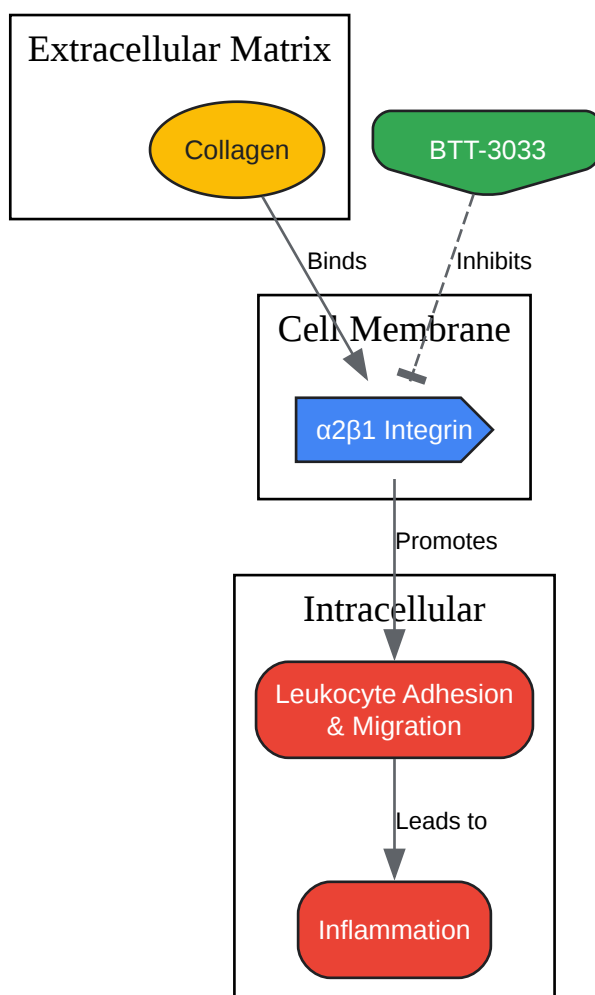 Extracellular Matrix
Collagen
BTT-3033
Binds
Inhibits
Cell Membrane
α2β1 Integrin
Promotes
Intracellular
Leukocyte Adhesion
& Migration
Leads to
Inflammation